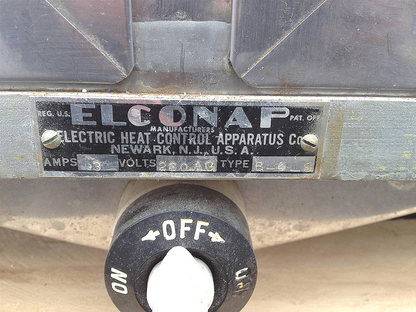 REG. U.S. ELCONAP PAT. OFF.
MANUFACTURERS
ELECTRIC HEAT CONTROL APPARATUS Co.
NEWARK, N.J., U.S.A.
AMPS VOLTS TYPE
OFF
ON